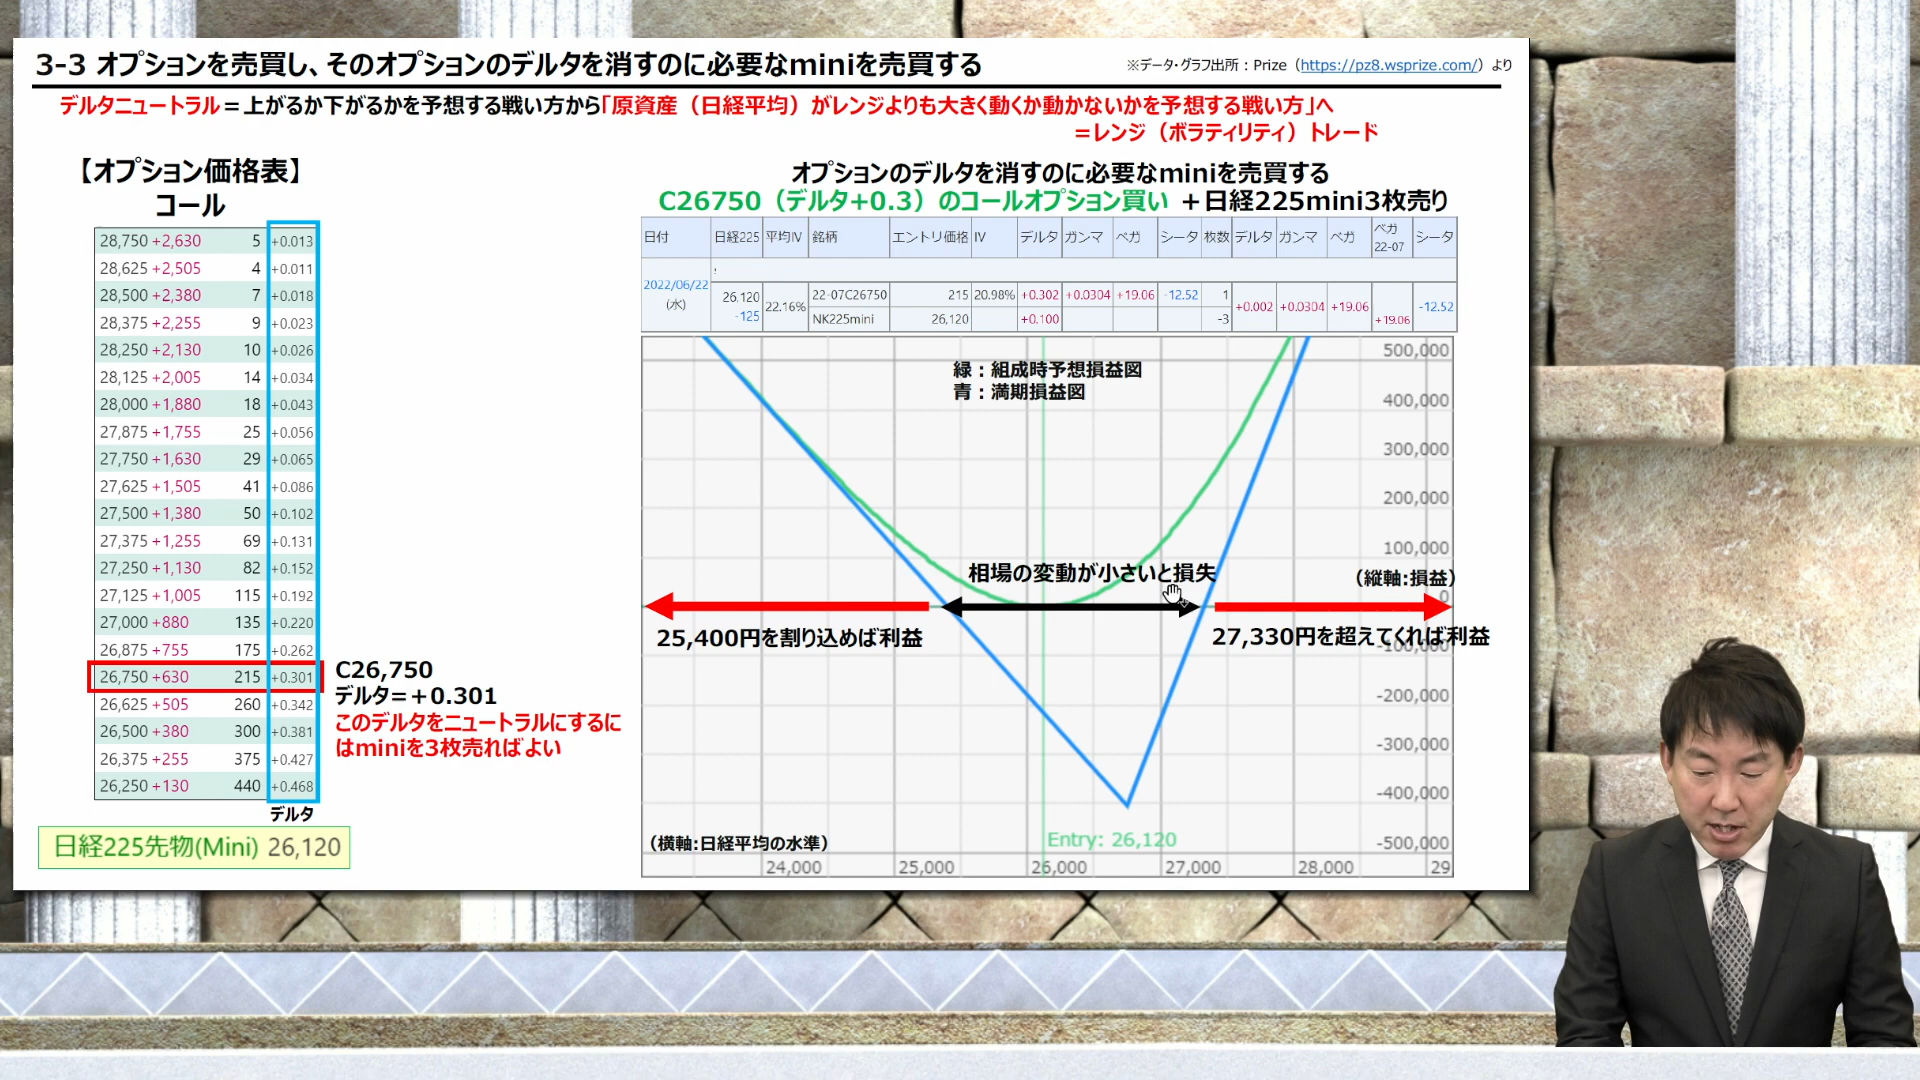 3-3 オプションを売買し、そのオプションのデルタを消すのに必要なminiを売買する
※データ・グラフ出所：Prize（https://pz8.wsprize.com/）より
デルタニュートラル＝上がるか下がるかを予想する戦い方から「原資産（日経平均）がレンジよりも大きく動くか動かないかを予想する戦い方」へ
＝レンジ（ボラティリティ）トレード
【オプション価格表】
コール
28,750 +2,630 5 +0.013
28,625 +2,505 4 +0.011
28,500 +2,380 7 +0.018
28,375 +2,255 9 +0.023
28,250 +2,130 10 +0.026
28,125 +2,005 14 +0.034
28,000 +1,880 18 +0.043
27,875 +1,755 25 +0.056
27,750 +1,630 29 +0.065
27,625 +1,505 41 +0.086
27,500 +1,380 50 +0.102
27,375 +1,255 69 +0.131
27,250 +1,130 82 +0.152
27,125 +1,005 115 +0.192
27,000 +880 135 +0.220
26,875 +755 175 +0.262
26,750 +630 215 +0.301
26,625 +505 260 +0.342
26,500 +380 300 +0.381
26,375 +255 375 +0.427
26,250 +130 440 +0.468
デルタ
日経225先物(Mini) 26,120
C26,750
デルタ=＋0.301
このデルタをニュートラルにするに
はminiを3枚売ればよい
オプションのデルタを消すのに必要なminiを売買する
C26750（デルタ+0.3）のコールオプション買い ＋日経225mini3枚売り
日付 日経225 平均IV 銘柄 エントリ価格 IV デルタ ガンマ ベガ シータ 枚数 デルタ ガンマ ベガ ベガ 22-07 シータ
2022/06/22 (水) 26,120 -125 22.16% 22-07C26750 215 20.98% +0.302 +0.0304 +19.06 -12.52 1 +0.002 +0.0304 +19.06 +19.06 -12.52
NK225mini 26,120 +0.100 -3
緑：組成時予想損益図
青：満期損益図
500,000
400,000
300,000
200,000
100,000
相場の変動が小さいと損失
（縦軸:損益）
0
25,400円を割り込めば利益
27,330円を超えてくれば利益
-100,000
-200,000
-300,000
-400,000
-500,000
（横軸:日経平均の水準）
Entry: 26,120
24,000 25,000 26,000 27,000 28,000 29